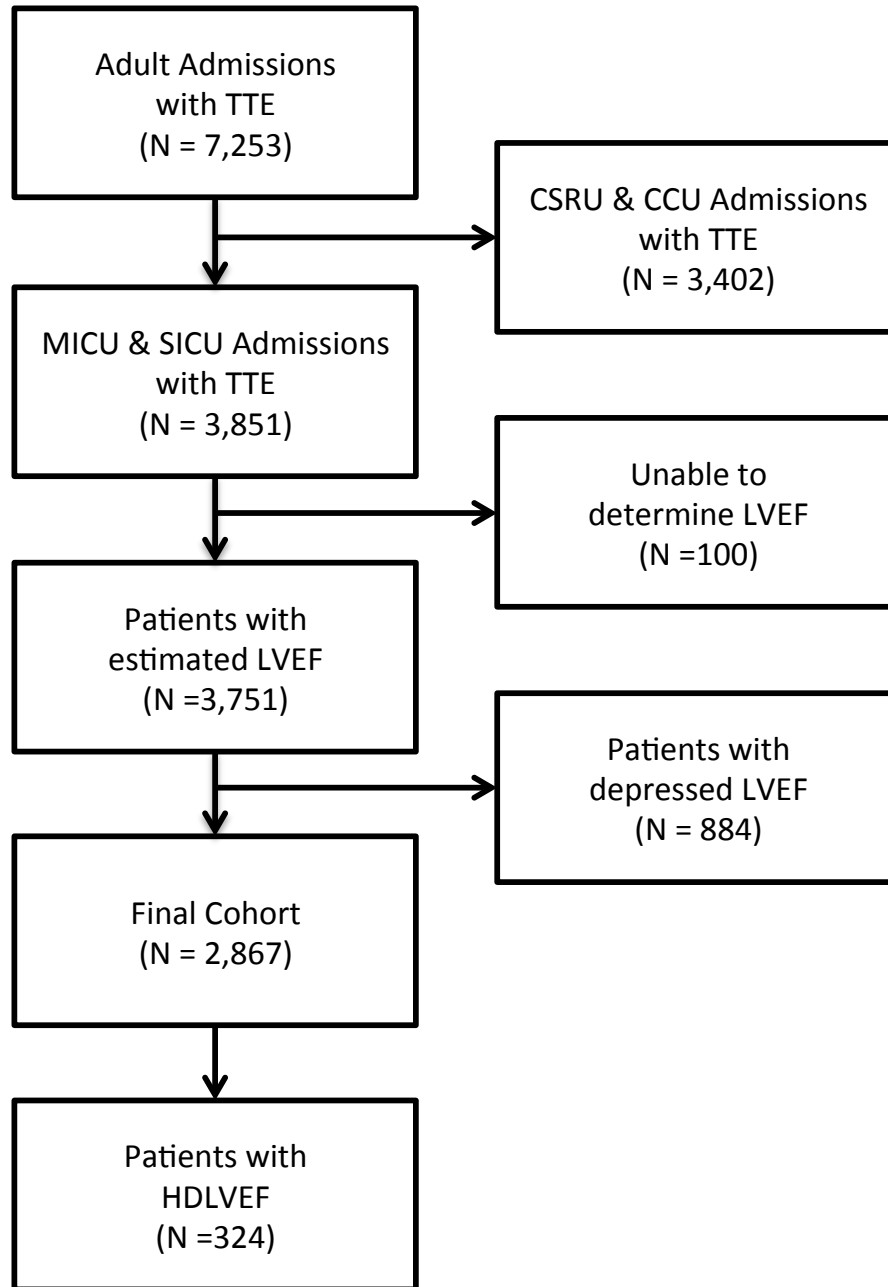 Adult Admissions
with TTE
(N = 7,253)
CSRU & CCU Admissions
with TTE
(N = 3,402)
MICU & SICU Admissions
with TTE
(N = 3,851)
Unable to
determine LVEF
(N =100)
Patients with
estimated LVEF
(N =3,751)
Patients with
depressed LVEF
(N = 884)
Final Cohort
(N = 2,867)
Patients with
HDLVEF
(N =324)